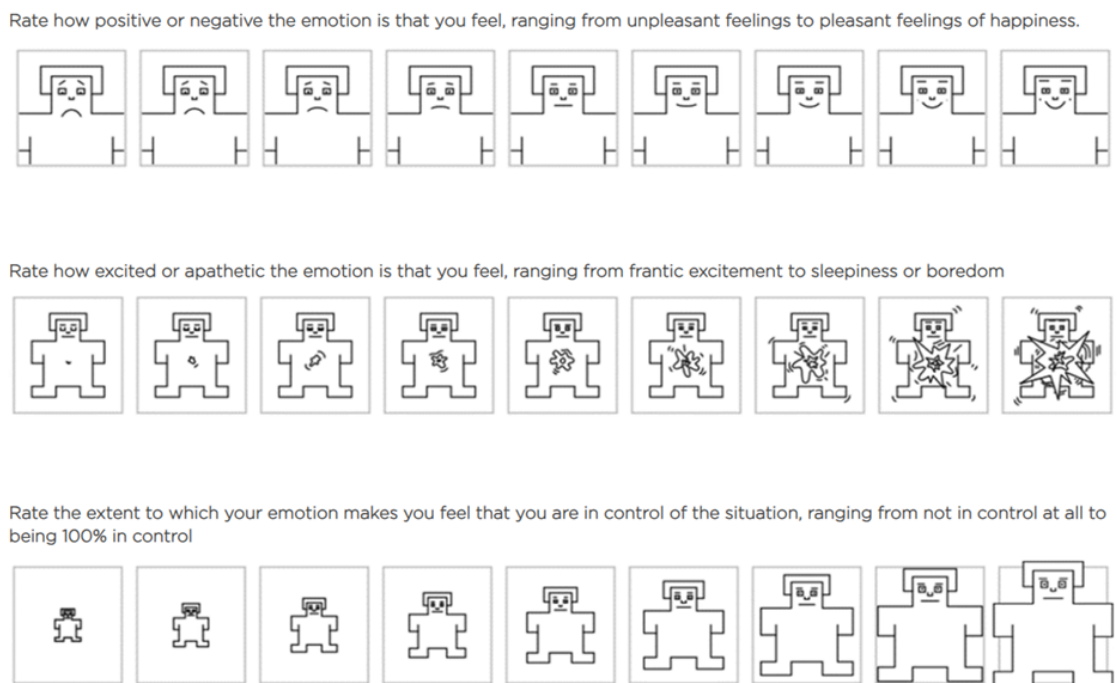 Rate how positive or negative the emotion is that you feel, ranging from unpleasant feelings to pleasant feelings of happiness.
Rate how excited or apathetic the emotion is that you feel, ranging from frantic excitement to sleepiness or boredom
Rate the extent to which your emotion makes you feel that you are in control of the situation, ranging from not in control at all to
being 100% in control